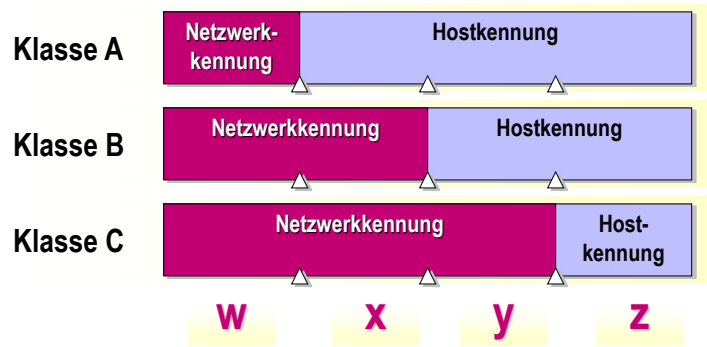 Klasse A
Netzwerk-
kennung
Hostkennung
Klasse B
Netzwerkkennung
Hostkennung
Klasse C
Netzwerkkennung
Host-
kennung
w
x
y
z